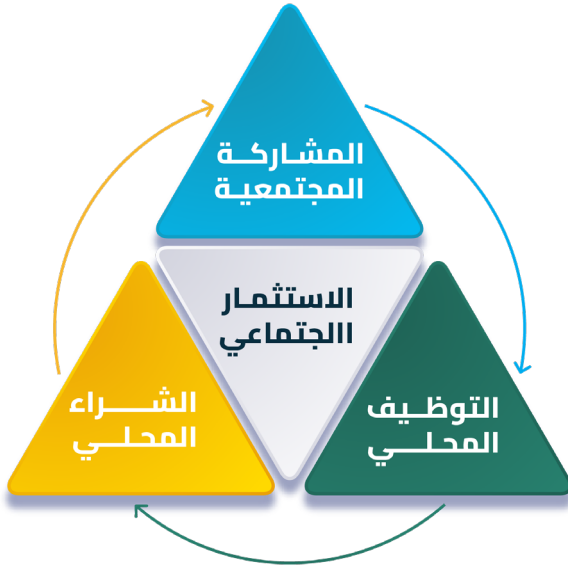 المشاركة
المجتمعية
الاستثمار
االجتماعي
الشراء
المحلي
التوظيف
المحلي